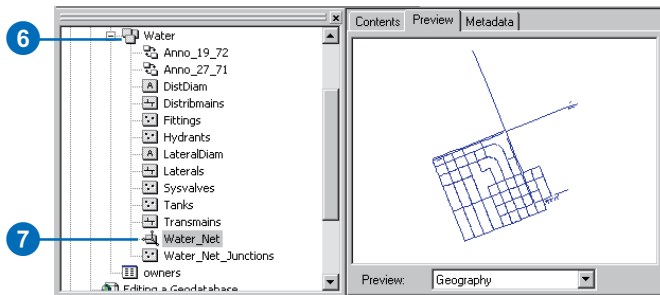 6
Water
Anno_19_72
Anno_27_71
DistDiam
Distribmains
Fittings
Hydrants
LateralDiam
Laterals
Sysvalves
Tanks
Transmains
7
Water_Net
Water_Net_Junctions
owners
Editing a Geodatabase
Contents Preview Metadata
Preview: Geography